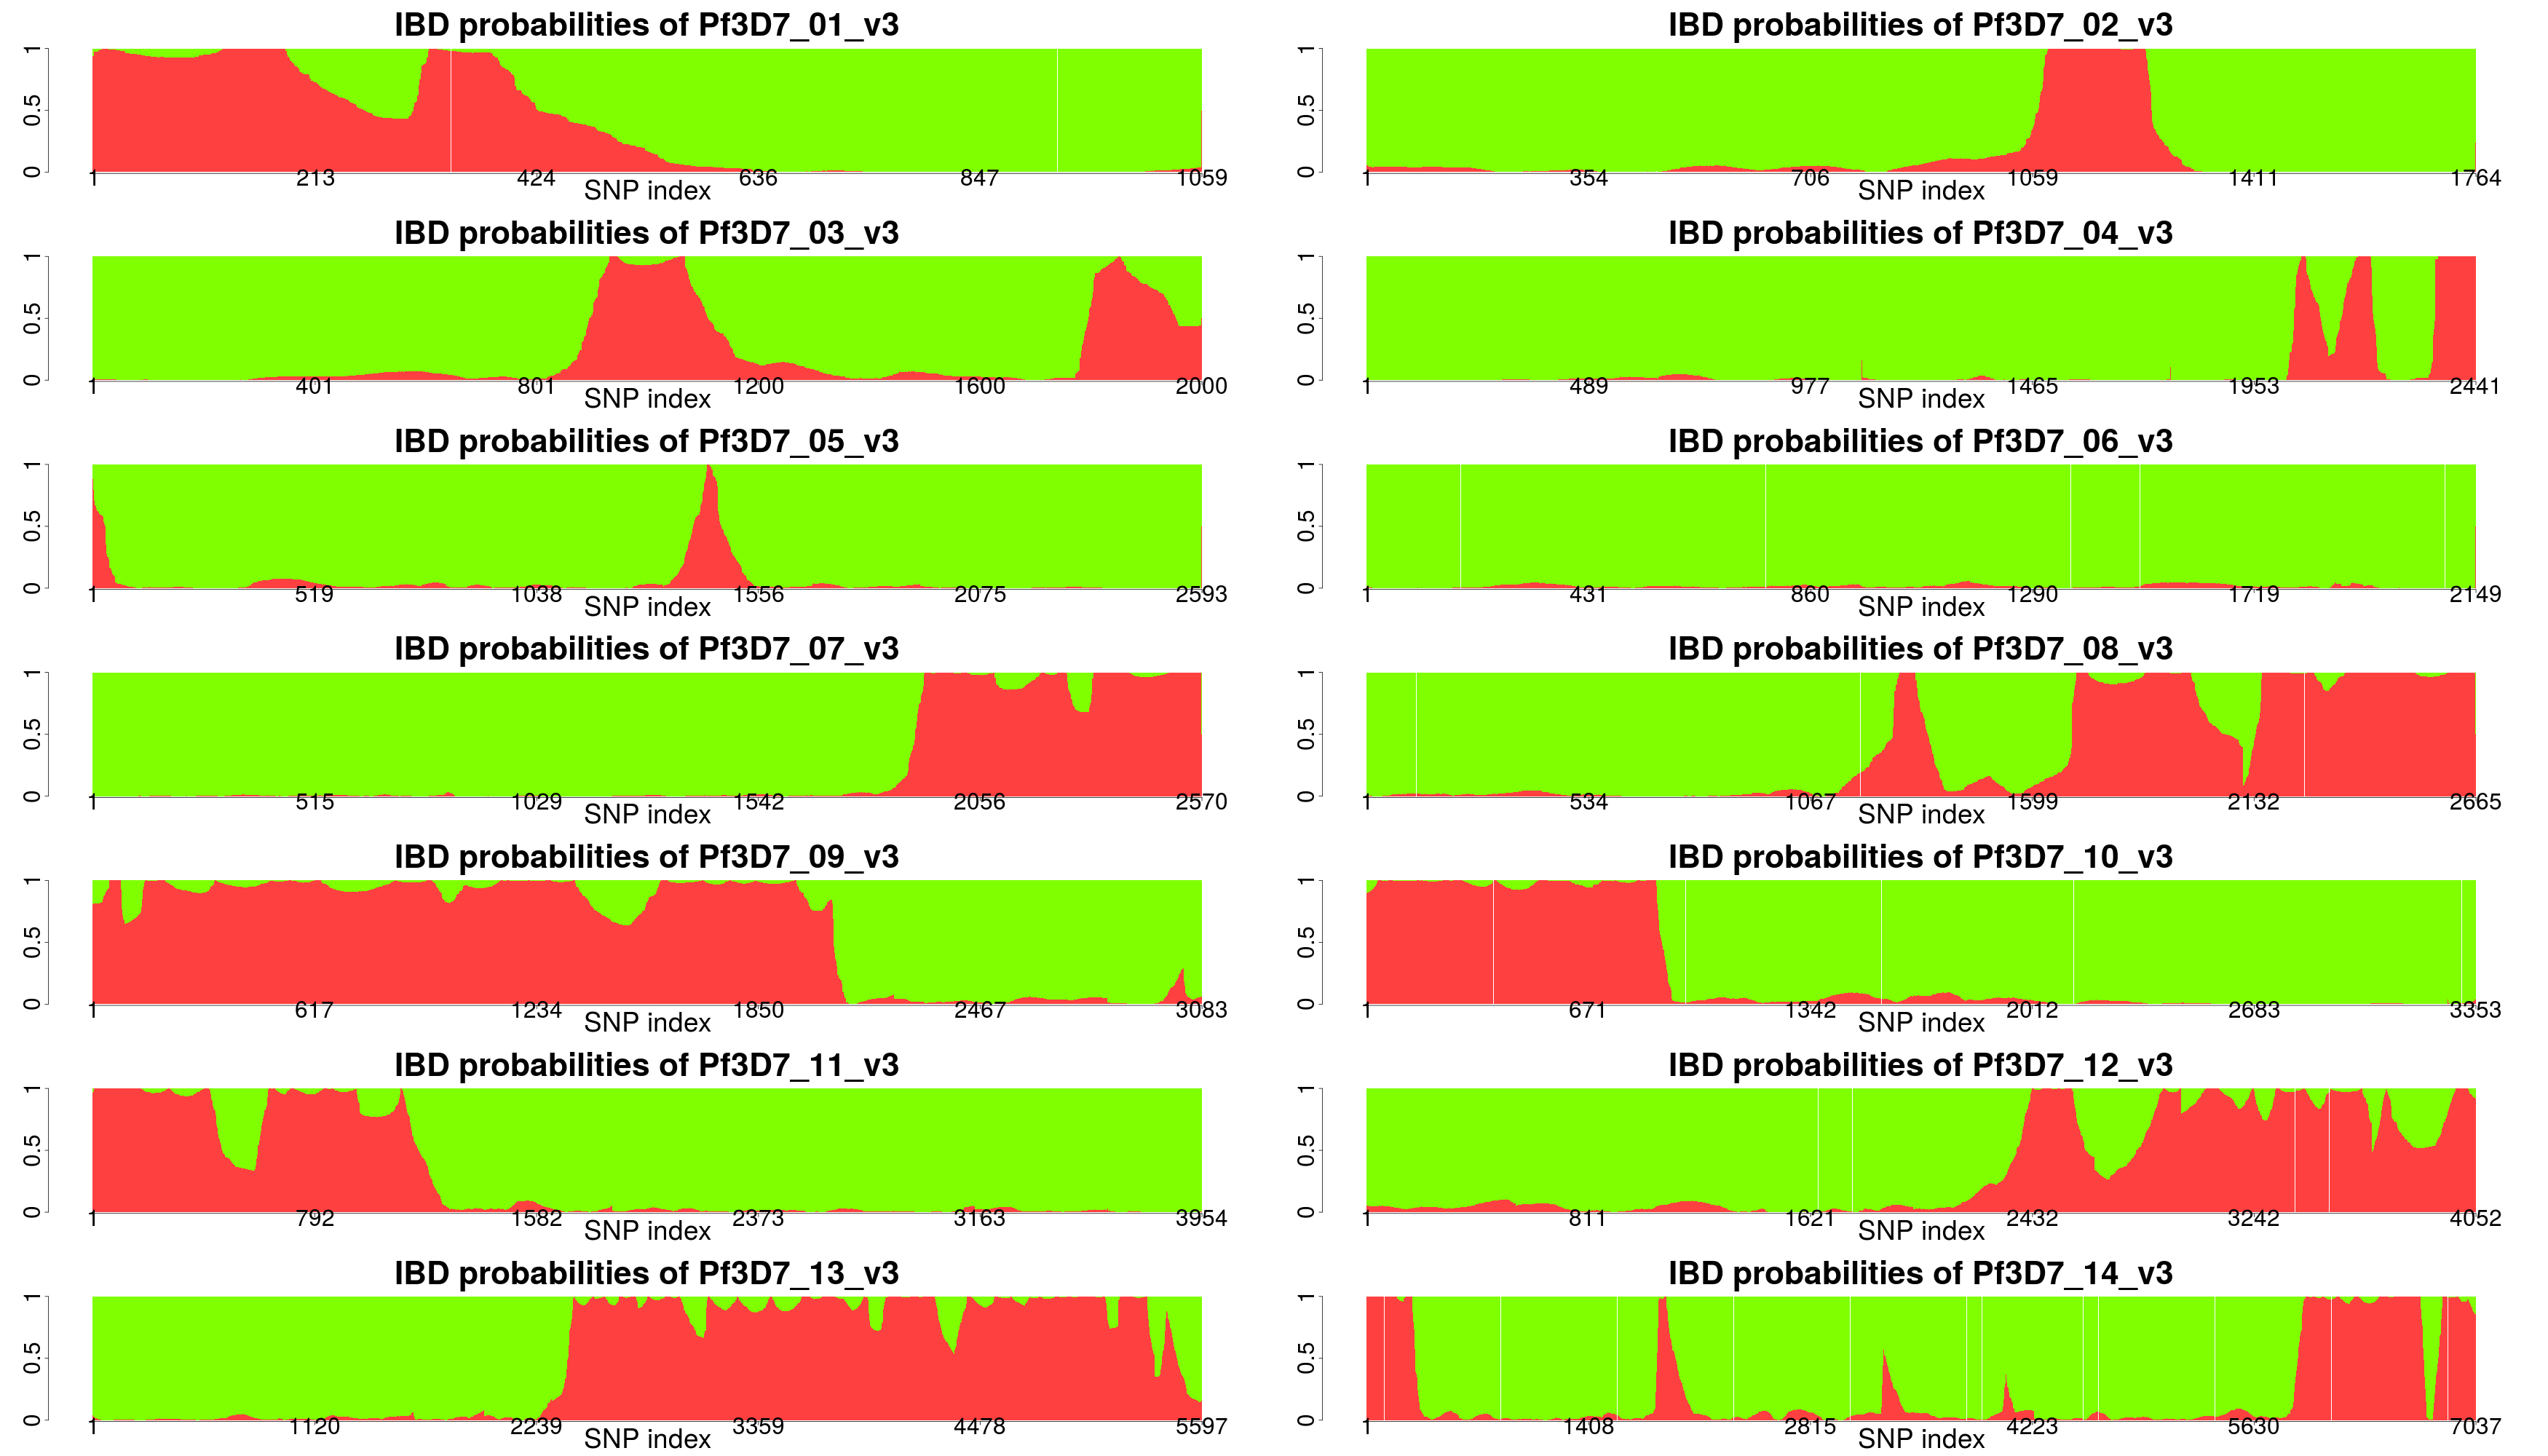 IBD probabilities of Pf3D7_01_v3
0 0.5 1
1 213 424 636 847 1059
SNP index
IBD probabilities of Pf3D7_02_v3
0 0.5 1
1 354 706 1059 1411 1764
SNP index
IBD probabilities of Pf3D7_03_v3
0 0.5 1
1 401 801 1200 1600 2000
SNP index
IBD probabilities of Pf3D7_04_v3
0 0.5 1
1 489 977 1465 1953 2441
SNP index
IBD probabilities of Pf3D7_05_v3
0 0.5 1
1 519 1038 1556 2075 2593
SNP index
IBD probabilities of Pf3D7_06_v3
0 0.5 1
1 431 860 1290 1719 2149
SNP index
IBD probabilities of Pf3D7_07_v3
0 0.5 1
1 515 1029 1542 2056 2570
SNP index
IBD probabilities of Pf3D7_08_v3
0 0.5 1
1 534 1067 1599 2132 2665
SNP index
IBD probabilities of Pf3D7_09_v3
0 0.5 1
1 617 1234 1850 2467 3083
SNP index
IBD probabilities of Pf3D7_10_v3
0 0.5 1
1 671 1342 2012 2683 3353
SNP index
IBD probabilities of Pf3D7_11_v3
0 0.5 1
1 792 1582 2373 3163 3954
SNP index
IBD probabilities of Pf3D7_12_v3
0 0.5 1
1 811 1621 2432 3242 4052
SNP index
IBD probabilities of Pf3D7_13_v3
0 0.5 1
1 1120 2239 3359 4478 5597
SNP index
IBD probabilities of Pf3D7_14_v3
0 0.5 1
1 1408 2815 4223 5630 7037
SNP index